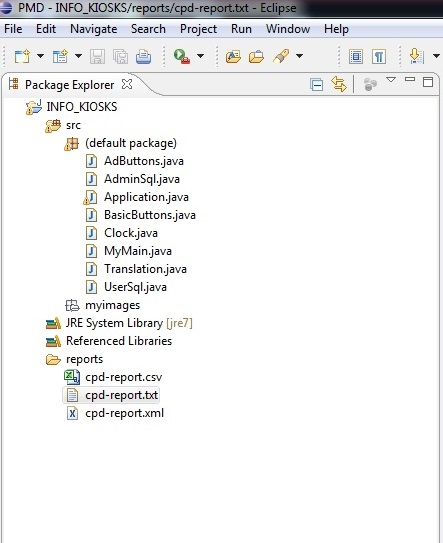 PMD - INFO_KIOSKS/reports/cpd-report.txt - Eclipse
File Edit Navigate Search Project Run Window Help
Package Explorer
INFO_KIOSKS
src
(default package)
AdButtons.java
AdminSql.java
Application.java
BasicButtons.java
Clock.java
MyMain.java
Translation.java
UserSql.java
myimages
JRE System Library [jre7]
Referenced Libraries
reports
cpd-report.csv
cpd-report.txt
cpd-report.xml